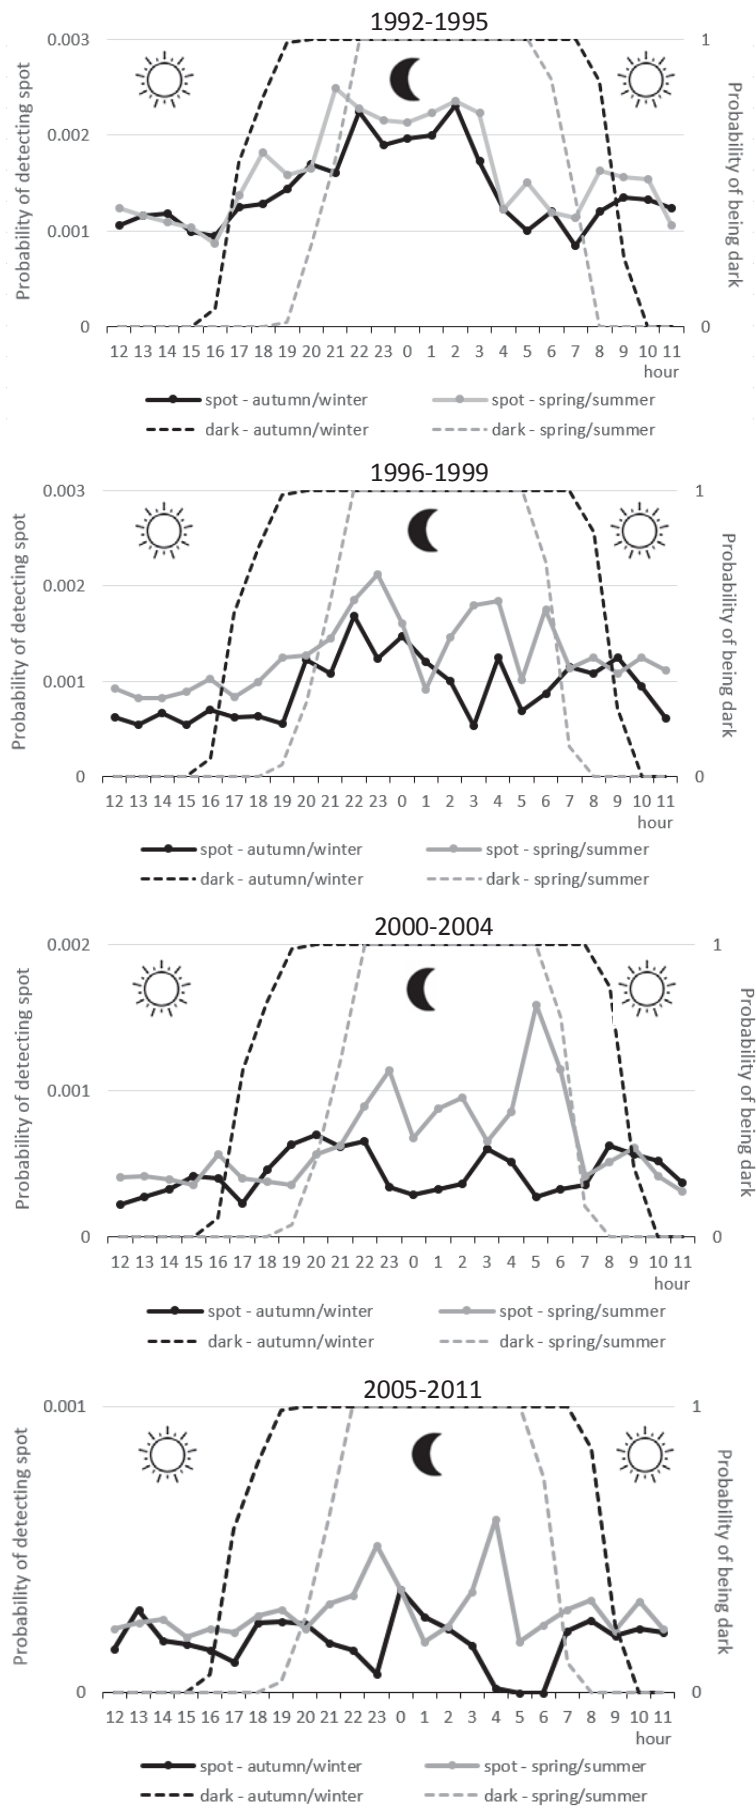 1992-1995
0.003
0.002
0.001
0
1
0
Probability of detecting spot
Probability of being dark
12 13 14 15 16 17 18 19 20 21 22 23 0 1 2 3 4 5 6 7 8 9 10 11
hour
spot - autumn/winter spot - spring/summer
dark - autumn/winter dark - spring/summer
1996-1999
0.003
0.002
0.001
0
1
0
Probability of detecting spot
Probability of being dark
12 13 14 15 16 17 18 19 20 21 22 23 0 1 2 3 4 5 6 7 8 9 10 11
hour
spot - autumn/winter spot - spring/summer
dark - autumn/winter dark - spring/summer
2000-2004
0.002
0.001
0
1
0
Probability of detecting spot
Probability of being dark
12 13 14 15 16 17 18 19 20 21 22 23 0 1 2 3 4 5 6 7 8 9 10 11
hour
spot - autumn/winter spot - spring/summer
dark - autumn/winter dark - spring/summer
2005-2011
0.001
0
1
0
Probability of detecting spot
Probability of being dark
12 13 14 15 16 17 18 19 20 21 22 23 0 1 2 3 4 5 6 7 8 9 10 11
hour
spot - autumn/winter spot - spring/summer
dark - autumn/winter dark - spring/summer